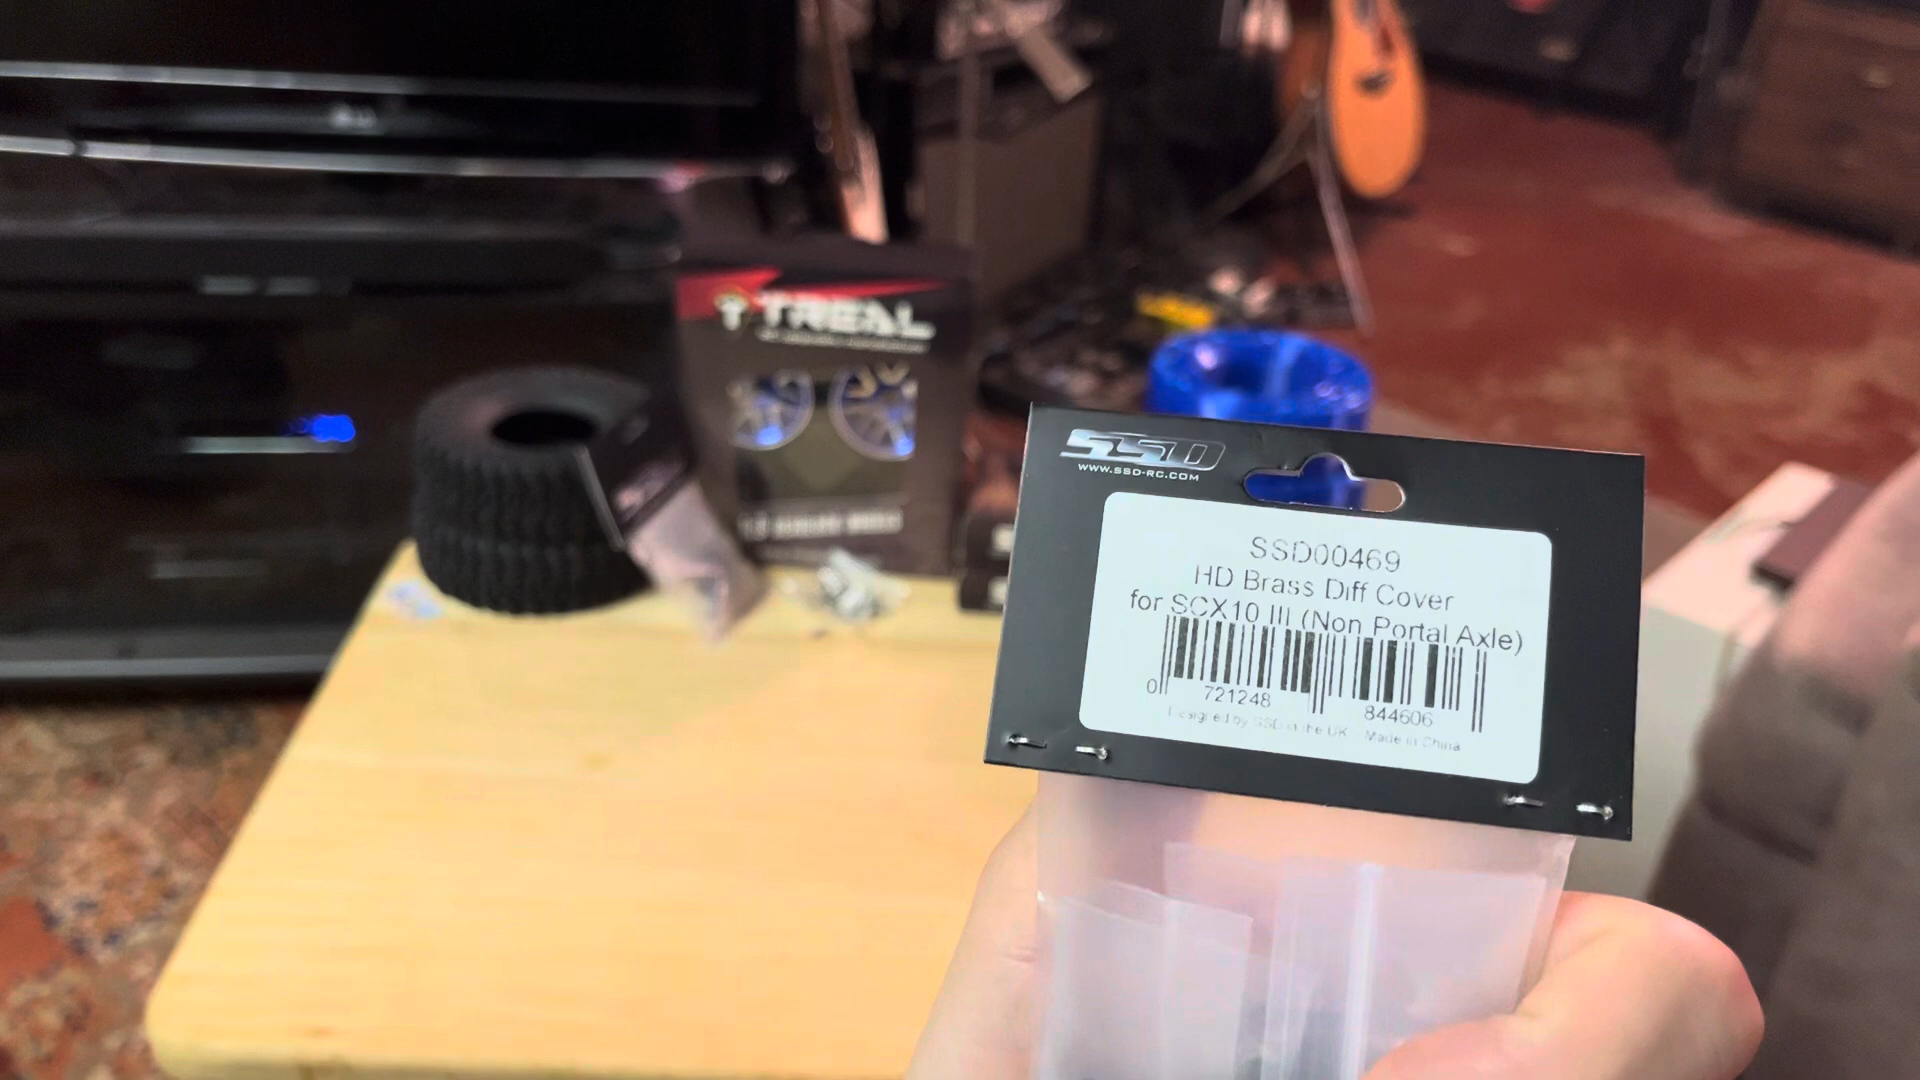 TREAL
SSD
WWW.SSD-RC.COM
SSD00469
HD Brass Diff Cover
for SCX10 III (Non Portal Axle)
0 721248 844606
Designed by SSD in the UK - Made in China